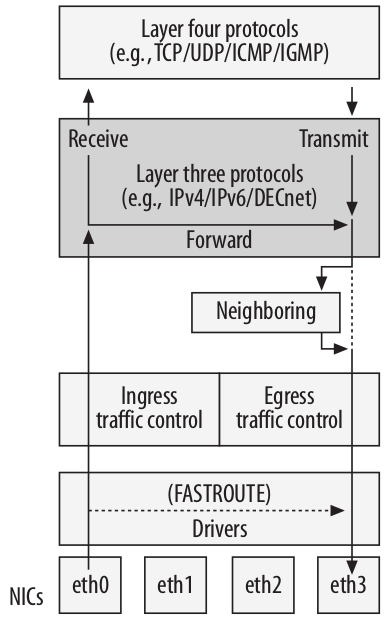 Layer four protocols
(e.g., TCP/UDP/ICMP/IGMP)
Receive
Transmit
Layer three protocols
(e.g., IPv4/IPv6/DECnet)
Forward
Neighboring
Ingress
traffic control
Egress
traffic control
(FASTROUTE)
Drivers
NICs
eth0
eth1
eth2
eth3